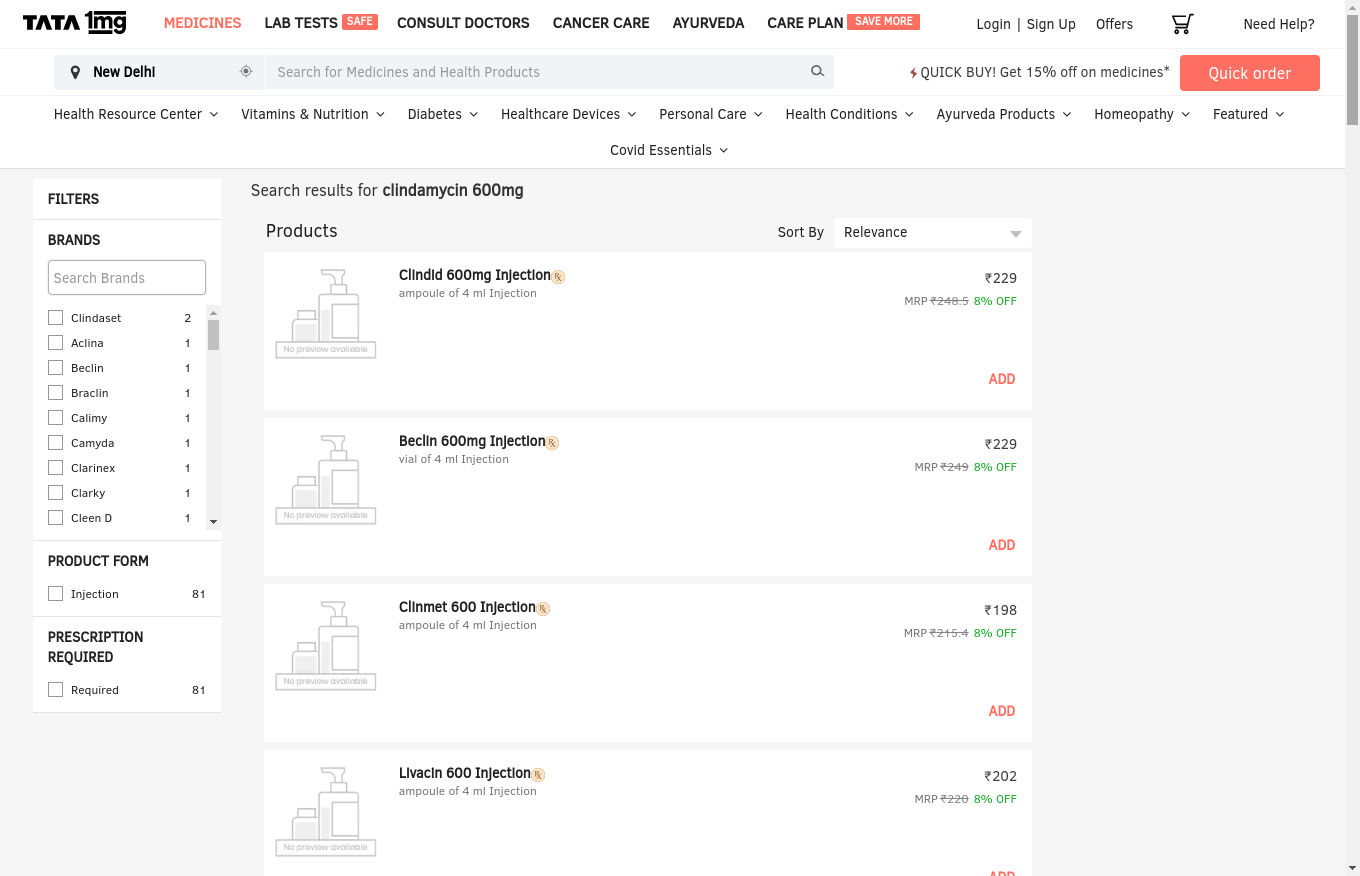 TATA 1mg
MEDICINES LAB TESTS SAFE CONSULT DOCTORS CANCER CARE AYURVEDA CARE PLAN SAVE MORE Login | Sign Up Offers Need Help?
New Delhi Search for Medicines and Health Products QUICK BUY! Get 15% off on medicines* Quick order
Health Resource Center Vitamins & Nutrition Diabetes Healthcare Devices Personal Care Health Conditions Ayurveda Products Homeopathy Featured
Covid Essentials
FILTERS
BRANDS
Search Brands
Clindaset 2
Aclina 1
Beclin 1
Braclin 1
Calimy 1
Camyda 1
Clarinex 1
Clarky 1
Cleen D 1
PRODUCT FORM
Injection 81
PRESCRIPTION
REQUIRED
Required 81
Search results for clindamycin 600mg
Products Sort By Relevance
No preview available
Clindid 600mg Injection ℞ ₹229
ampoule of 4 ml Injection
MRP ₹248.5 8% OFF
ADD
No preview available
Beclin 600mg Injection ℞ ₹229
vial of 4 ml Injection
MRP ₹249 8% OFF
ADD
No preview available
Clinmet 600 Injection ℞ ₹198
ampoule of 4 ml Injection
MRP ₹215.4 8% OFF
ADD
No preview available
Livacin 600 Injection ℞ ₹202
ampoule of 4 ml Injection
MRP ₹220 8% OFF
ADD